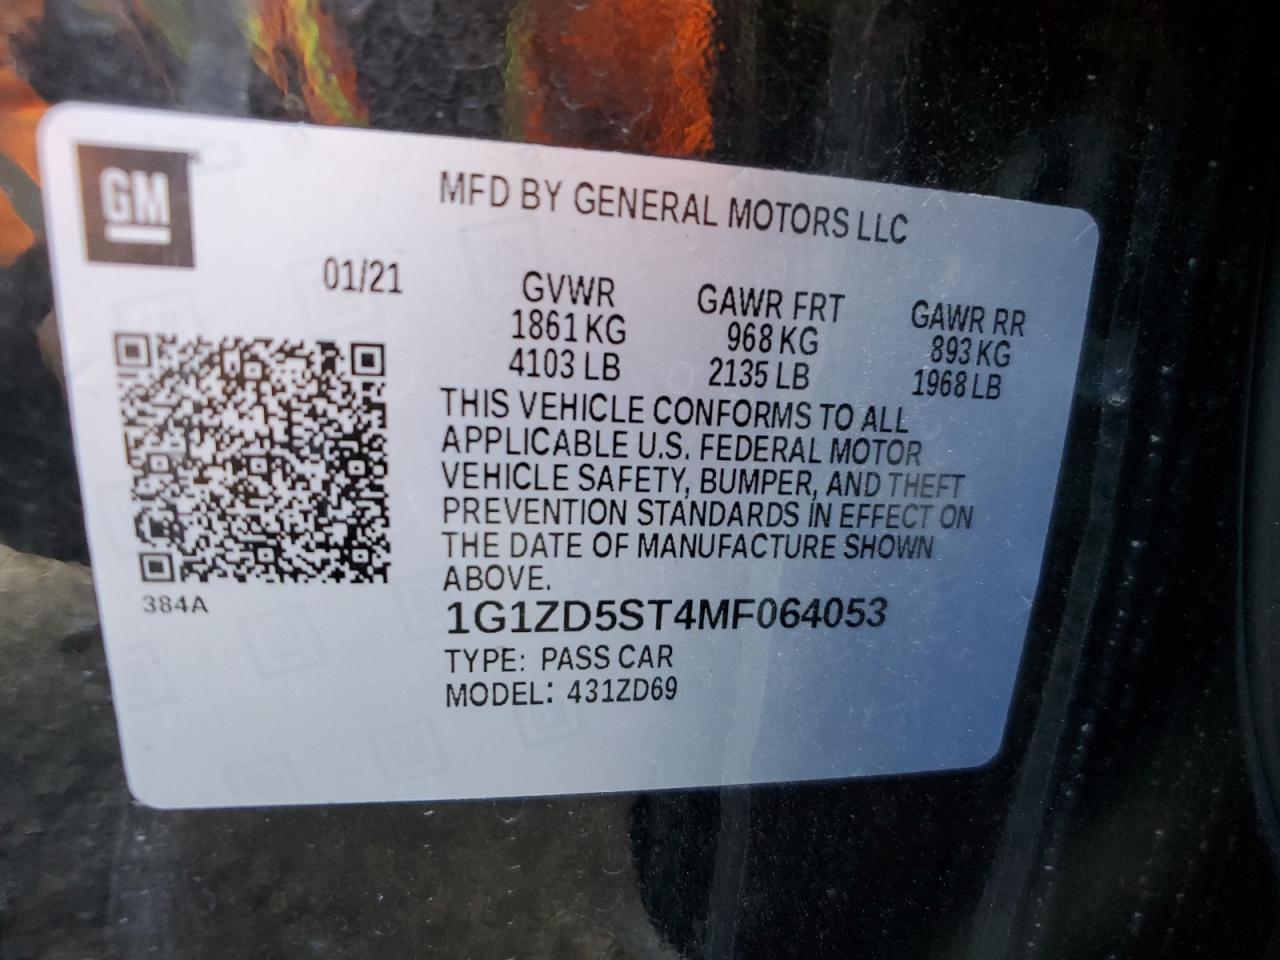 GM
MFD BY GENERAL MOTORS LLC
01/21
GVWR GAWR FRT GAWR RR
1861 KG 968 KG 893 KG
4103 LB 2135 LB 1968 LB
THIS VEHICLE CONFORMS TO ALL
APPLICABLE U.S. FEDERAL MOTOR
VEHICLE SAFETY, BUMPER, AND THEFT
PREVENTION STANDARDS IN EFFECT ON
THE DATE OF MANUFACTURE SHOWN
ABOVE.
384A
1G1ZD5ST4MF064053
TYPE: PASS CAR
MODEL: 431ZD69